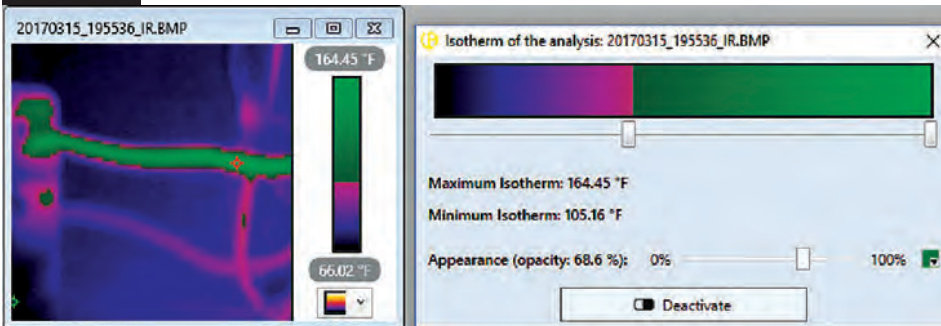 20170315_195536_IR.BMP
164.45 °F
66.02 °F
Isotherm of the analysis: 20170315_195536_IR.BMP
Maximum Isotherm: 164.45 °F
Minimum Isotherm: 105.16 °F
Appearance (opacity: 68.6 %): 0% 100%
Deactivate